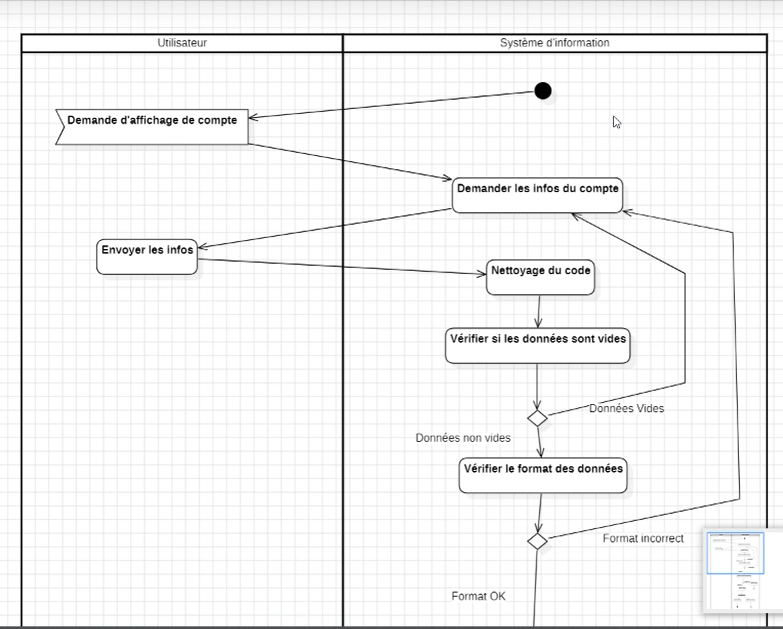 Utilisateur
Système d'information
Demande d'affichage de compte
Demander les infos du compte
Envoyer les infos
Nettoyage du code
Vérifier si les données sont vides
Données Vides
Données non vides
Vérifier le format des données
Format incorrect
Format OK